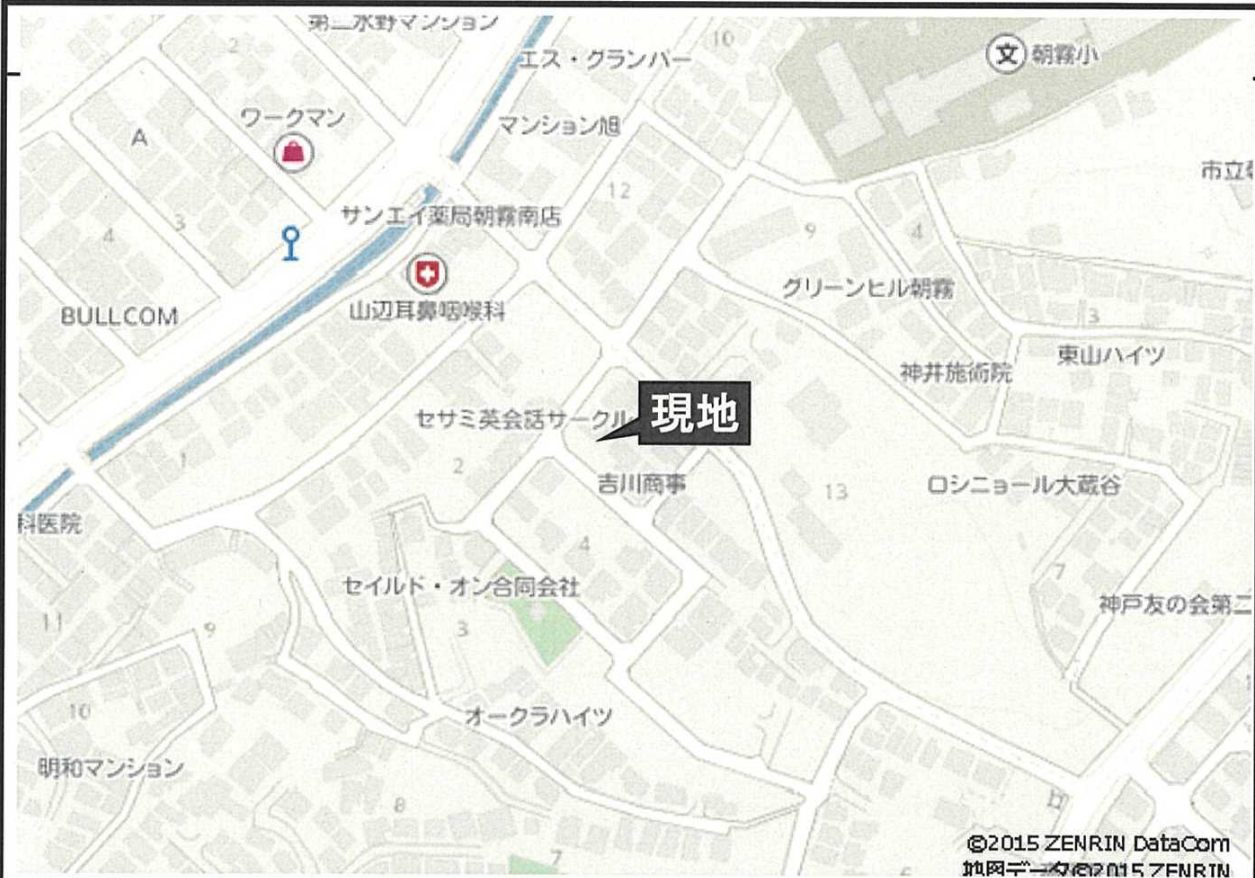 第二水野マンション
2
エス・グランバー
10
文
朝霧小
ワークマン
A
マンション旭
市立
12
3
サンエイ薬局朝霧南店
4
9
4
グリーンヒル朝霧
BULLCOM
山辺耳鼻咽喉科
3
東山ハイツ
神井施術院
セサミ英会話サークル
現地
1
2
吉川商事
13
ロシニョール大蔵谷
科医院
4
7
セイルド・オン合同会社
神戸友の会第二
11
9
3
10
オークラハイツ
明和マンション
8
7
©2015 ZENRIN DataCom
地図データ©2015 ZENRIN